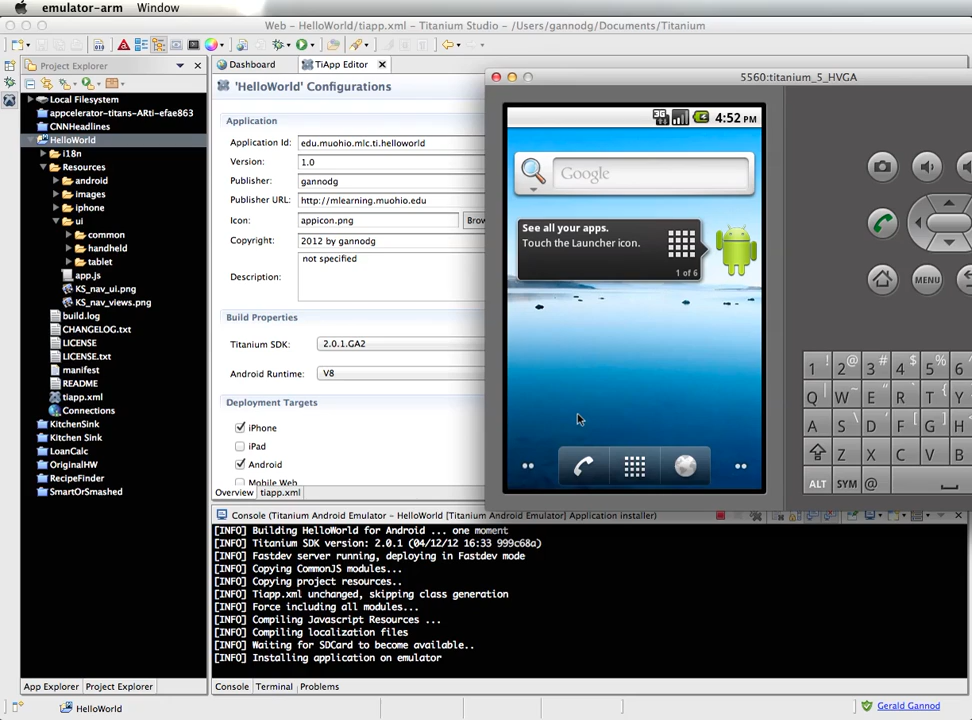 emulator-arm Window
Web - HelloWorld/tiapp.xml - Titanium Studio - /Users/gannodg/Documents/Titanium
Project Explorer
Local Filesystem
appcelerator-titans-ARti-efae863
CNNHeadlines
HelloWorld
i18n
Resources
android
images
iphone
ui
common
handheld
tablet
app.js
KS_nav_ui.png
KS_nav_views.png
build.log
CHANGELOG.txt
LICENSE
LICENSE.txt
manifest
README
tiapp.xml
Connections
KentchenSink
Kitchen Sink
LoanCalc
OriginalHW
RecipeFinder
SmartOrSmashed
App Explorer Project Explorer
Dashboard TiApp Editor
'HelloWorld' Configurations
Application
Application Id: edu.muohio.mlc.ti.helloworld
Version: 1.0
Publisher: gannodg
Publisher URL: http://mlearning.muohio.edu
Icon: appicon.png Brow
Copyright: 2012 by gannodg
Description: not specified
Build Properties
Titanium SDK: 2.0.1.GA2
Android Runtime: V8
Deployment Targets
iPhone
iPad
Android
Mobile Web
Overview tiapp.xml
5560:titanium_5_HVGA
3G 4:52 PM
Google
See all your apps.
Touch the Launcher icon.
1 of 6
MENU
1 ! 2 @ 3 # 4 $ 5 % 6
Q W E R T Y
A S D F G H
Z X C V B
ALT SYM @
Console (Titanium Android Emulator - HelloWorld [Titanium Android Emulator] Application installer)
[INFO] Building HelloWorld for Android ... one moment
[INFO] Titanium SDK version: 2.0.1 (04/12/12 16:33 999c68a)
[INFO] Fastdev server running, deploying in Fastdev mode
[INFO] Copying CommonJS modules...
[INFO] Copying project resources..
[INFO] Tiapp.xml unchanged, skipping class generation
[INFO] Force including all modules...
[INFO] Compiling Javascript Resources ...
[INFO] Compiling localization files
[INFO] Waiting for SDCard to become available..
[INFO] Installing application on emulator
Console Terminal Problems
HelloWorld
Gerald Gannod